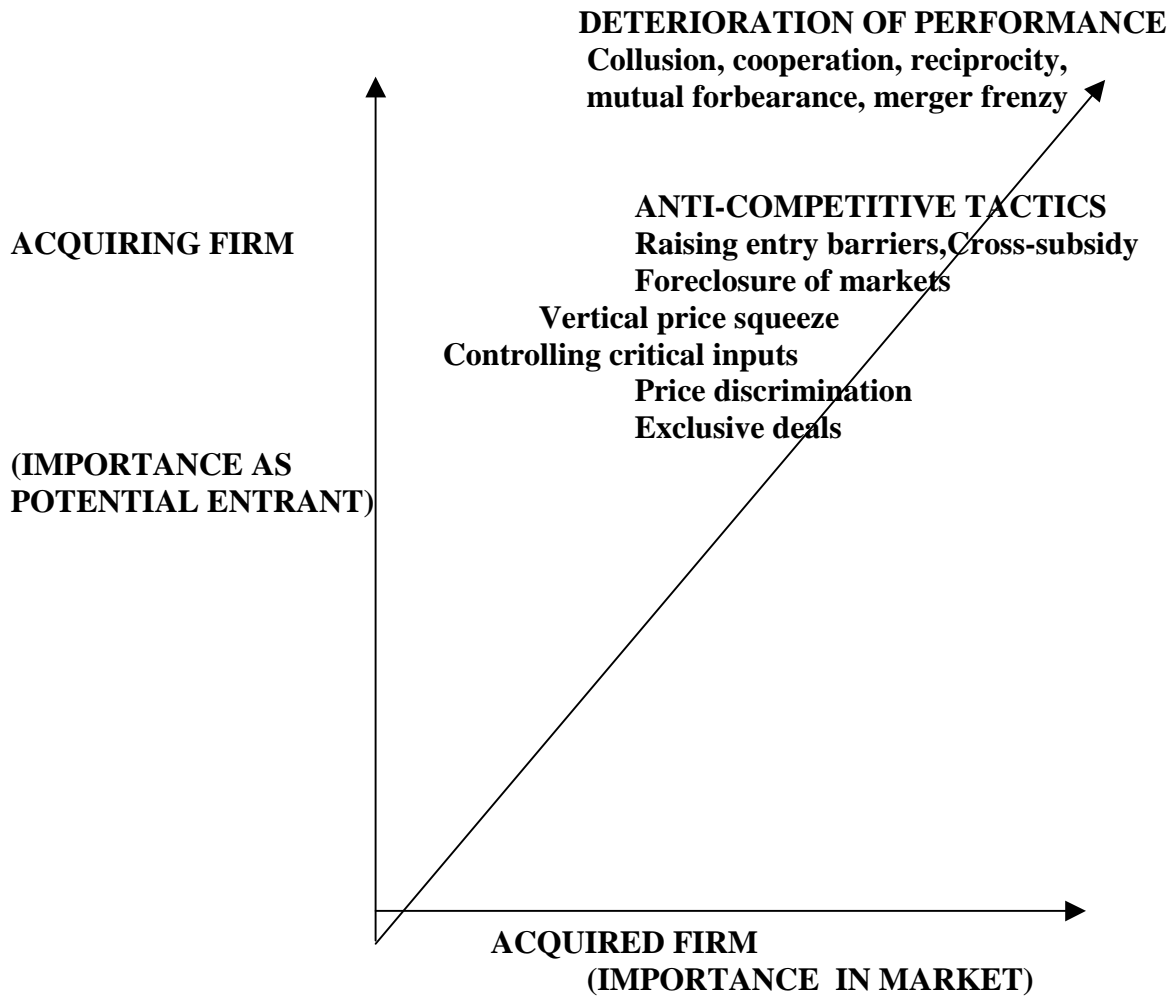 DETERIORATION OF PERFORMANCE
Collusion, cooperation, reciprocity,
mutual forbearance, merger frenzy
ANTI-COMPETITIVE TACTICS
ACQUIRING FIRM
Raising entry barriers,Cross-subsidy
Foreclosure of markets
Vertical price squeeze
Controlling critical inputs
Price discrimination
Exclusive deals
(IMPORTANCE AS
POTENTIAL ENTRANT)
ACQUIRED FIRM
(IMPORTANCE IN MARKET)